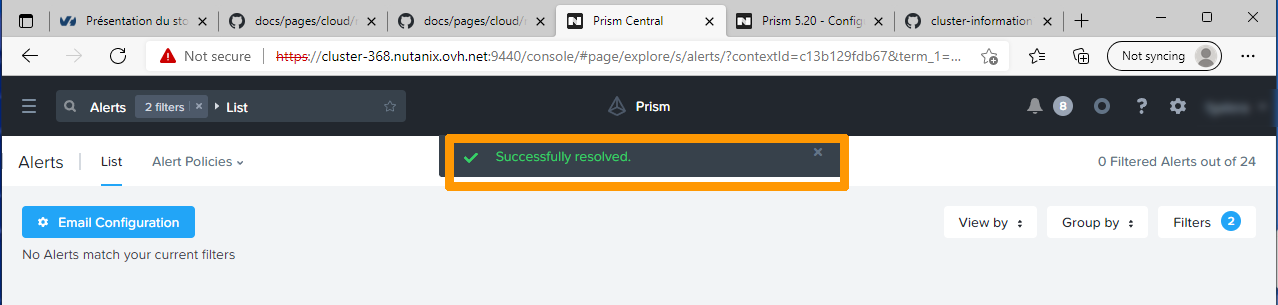 Présentation du sto
docs/pages/cloud/
docs/pages/cloud/
Prism Central
Prism 5.20 - Config
cluster-information
Not secure
https://cluster-368.nutanix.ovh.net:9440/console/#page/explore/s/alerts/?contextId=c13b129fdb67&term_1=...
Not syncing
Alerts 2 filters List
Prism
8
?
Alerts
List
Alert Policies
Successfully resolved.
0 Filtered Alerts out of 24
Email Configuration
View by
Group by
Filters 2
No Alerts match your current filters